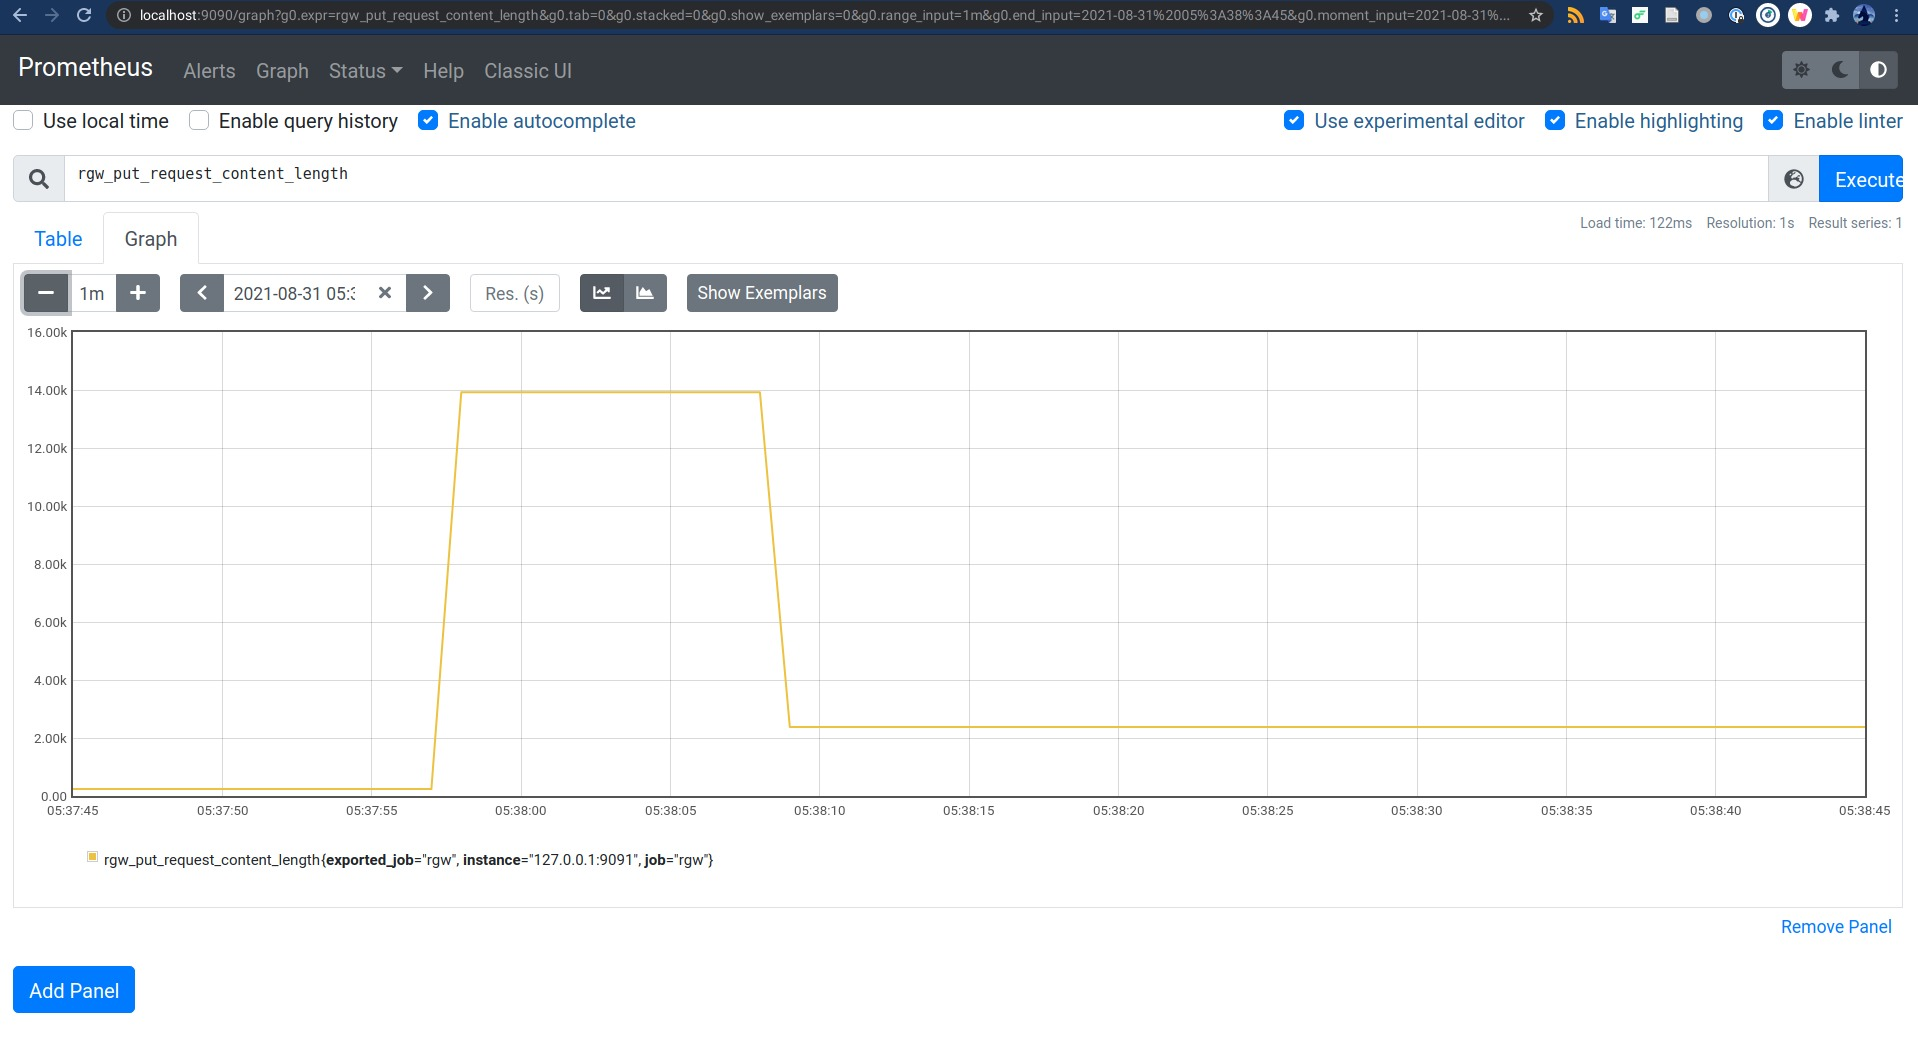 localhost:9090/graph?g0.expr=rgw_put_request_content_length&g0.tab=0&g0.stacked=0&g0.show_exemplars=0&g0.range_input=1m&g0.end_input=2021-08-31%2005%3A38%3A45&g0.moment_input=2021-08-31%...
Prometheus Alerts Graph Status Help Classic UI
Use local time Enable query history Enable autocomplete Use experimental editor Enable highlighting Enable linter
rgw_put_request_content_length Execute
Load time: 122ms Resolution: 1s Result series: 1
Table Graph
1m 2021-08-31 05:3 Res. (s) Show Exemplars
16.00k
14.00k
12.00k
10.00k
8.00k
6.00k
4.00k
2.00k
0.00
05:37:45 05:37:50 05:37:55 05:38:00 05:38:05 05:38:10 05:38:15 05:38:20 05:38:25 05:38:30 05:38:35 05:38:40 05:38:45
rgw_put_request_content_length{exported_job="rgw", instance="127.0.0.1:9091", job="rgw"}
Remove Panel
Add Panel